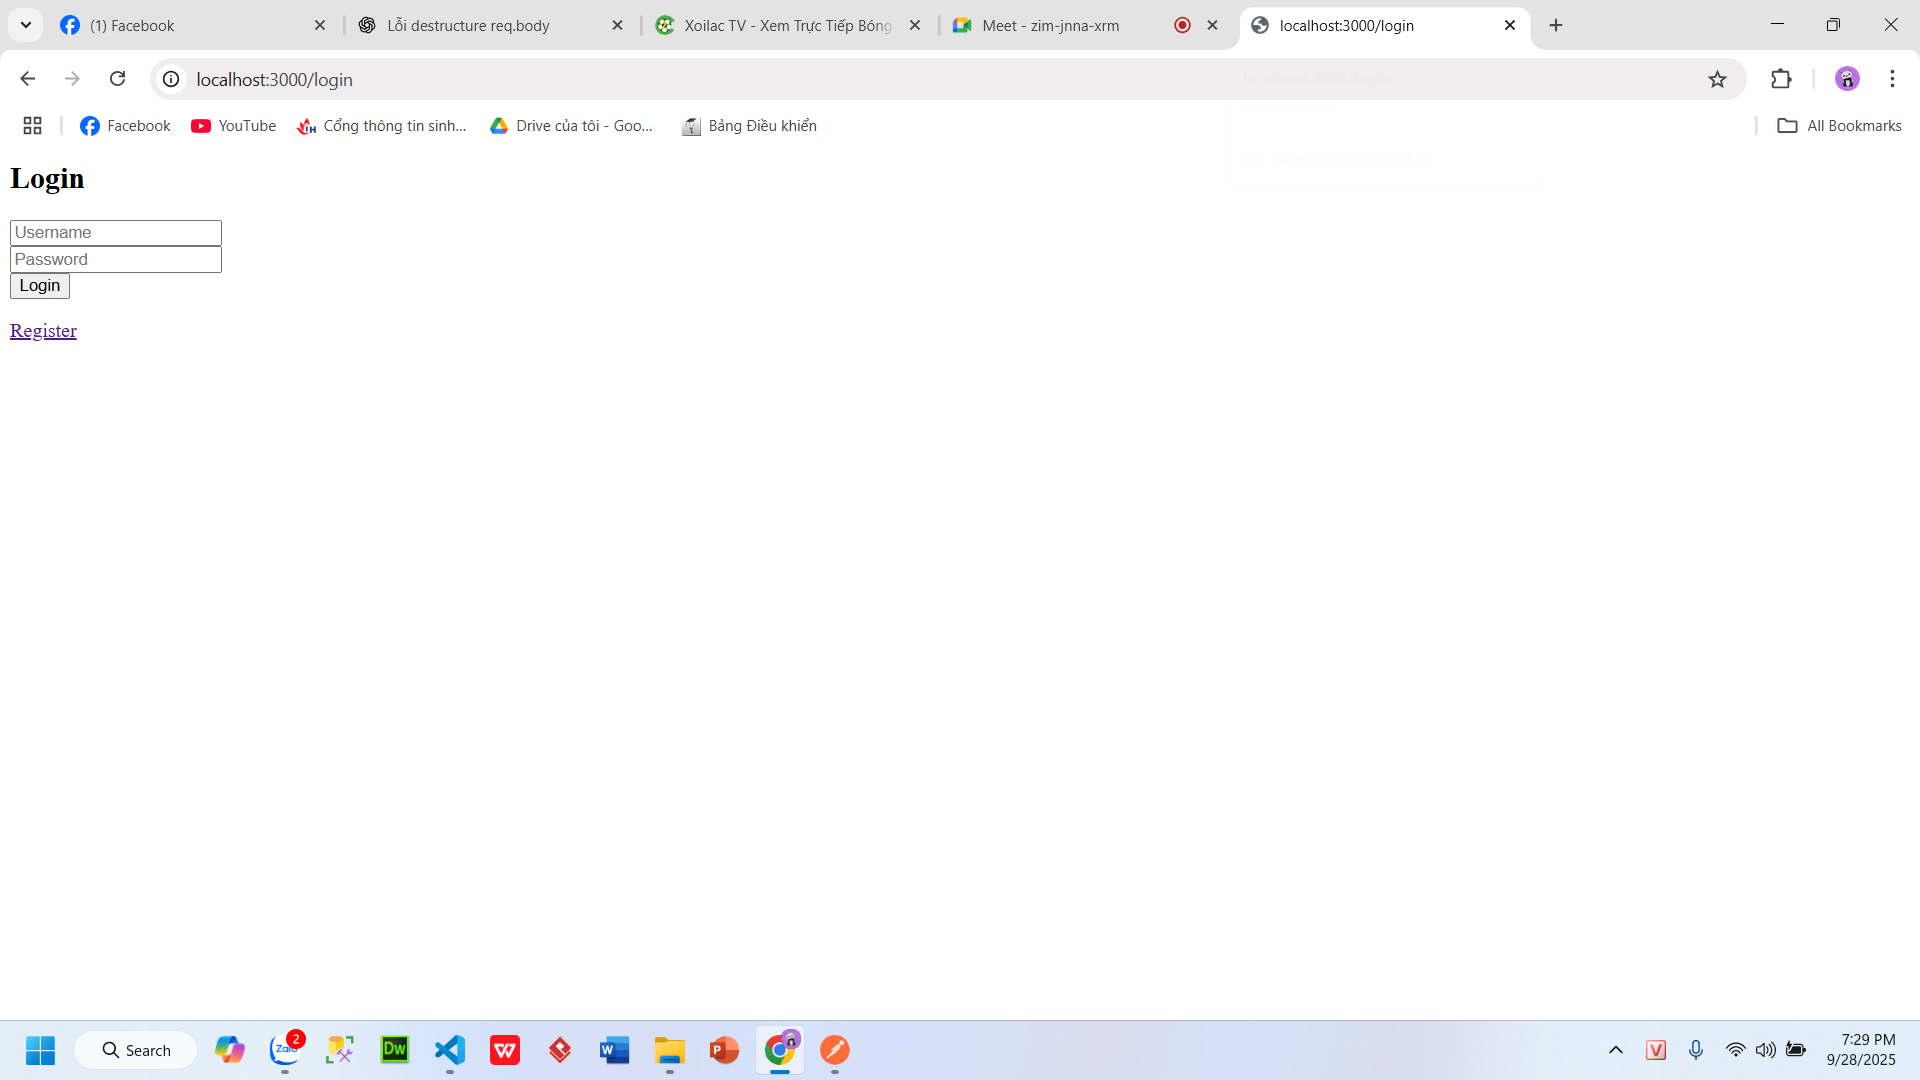 (1) Facebook
Lỗi destructure req.body
Xoilac TV - Xem Trực Tiếp Bóng
Meet - zim-jnna-xrm
localhost:3000/login
localhost:3000/login
Facebook
YouTube
Cổng thông tin sinh...
Drive của tôi - Goo...
Bảng Điều khiển
All Bookmarks
Login
Username
Password
Login
Register
Search
Zalo
2
Dw
W
P
V
7:29 PM
9/28/2025